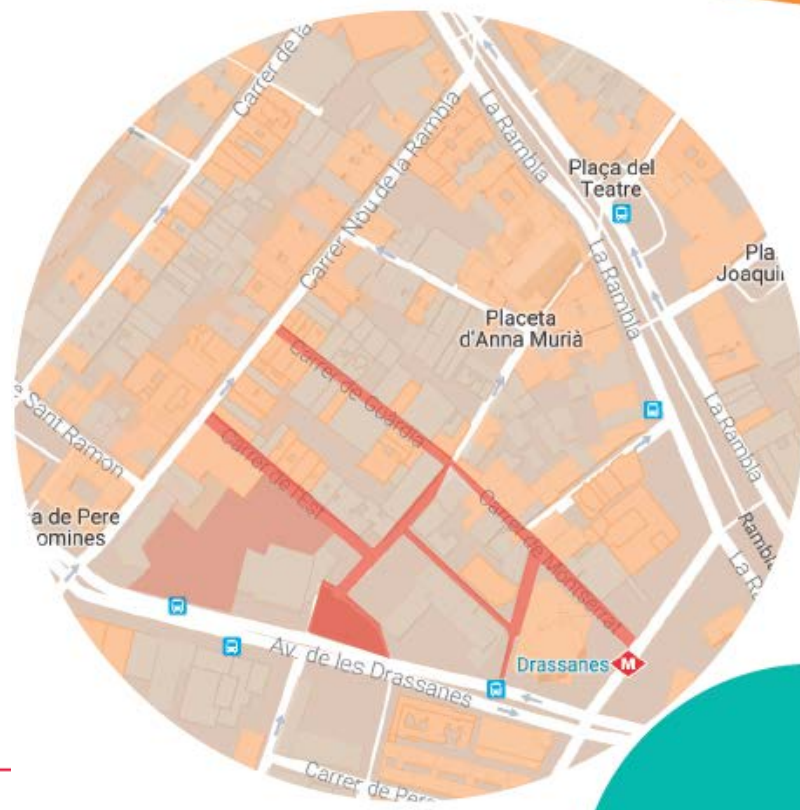 Carrer de la
Carrer Nou de la Rambla
La Rambla
Plaça del
Teatre
La Rambla
Pla
Joaqui
Placeta
d'Anna Murià
Carrer de Guàrdia
La Rambla
Sant Ramon
Carrer de l'Est
Carrer de Montserrat
a de Pere
omines
Rambla
La Ra
Drassanes M
Av. de les Drassanes
Carrer de Pere